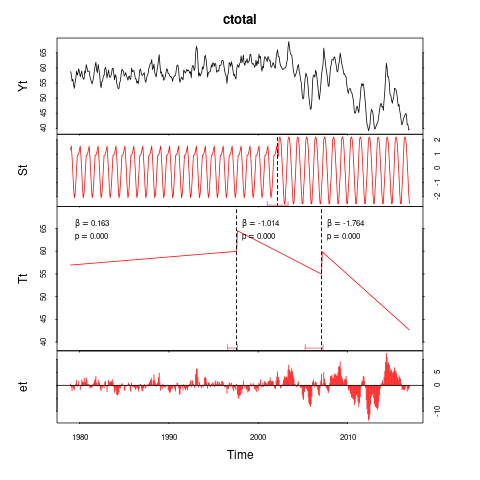 ctotal
Yt
40 45 50 55 60 65
St
-2 -1 0 1 2
Tt
40 45 50 55 60 65
β = 0.163
p = 0.000
β = -1.014
p = 0.000
β = -1.764
p = 0.000
et
-10 0 5
1980 1990 2000 2010
Time